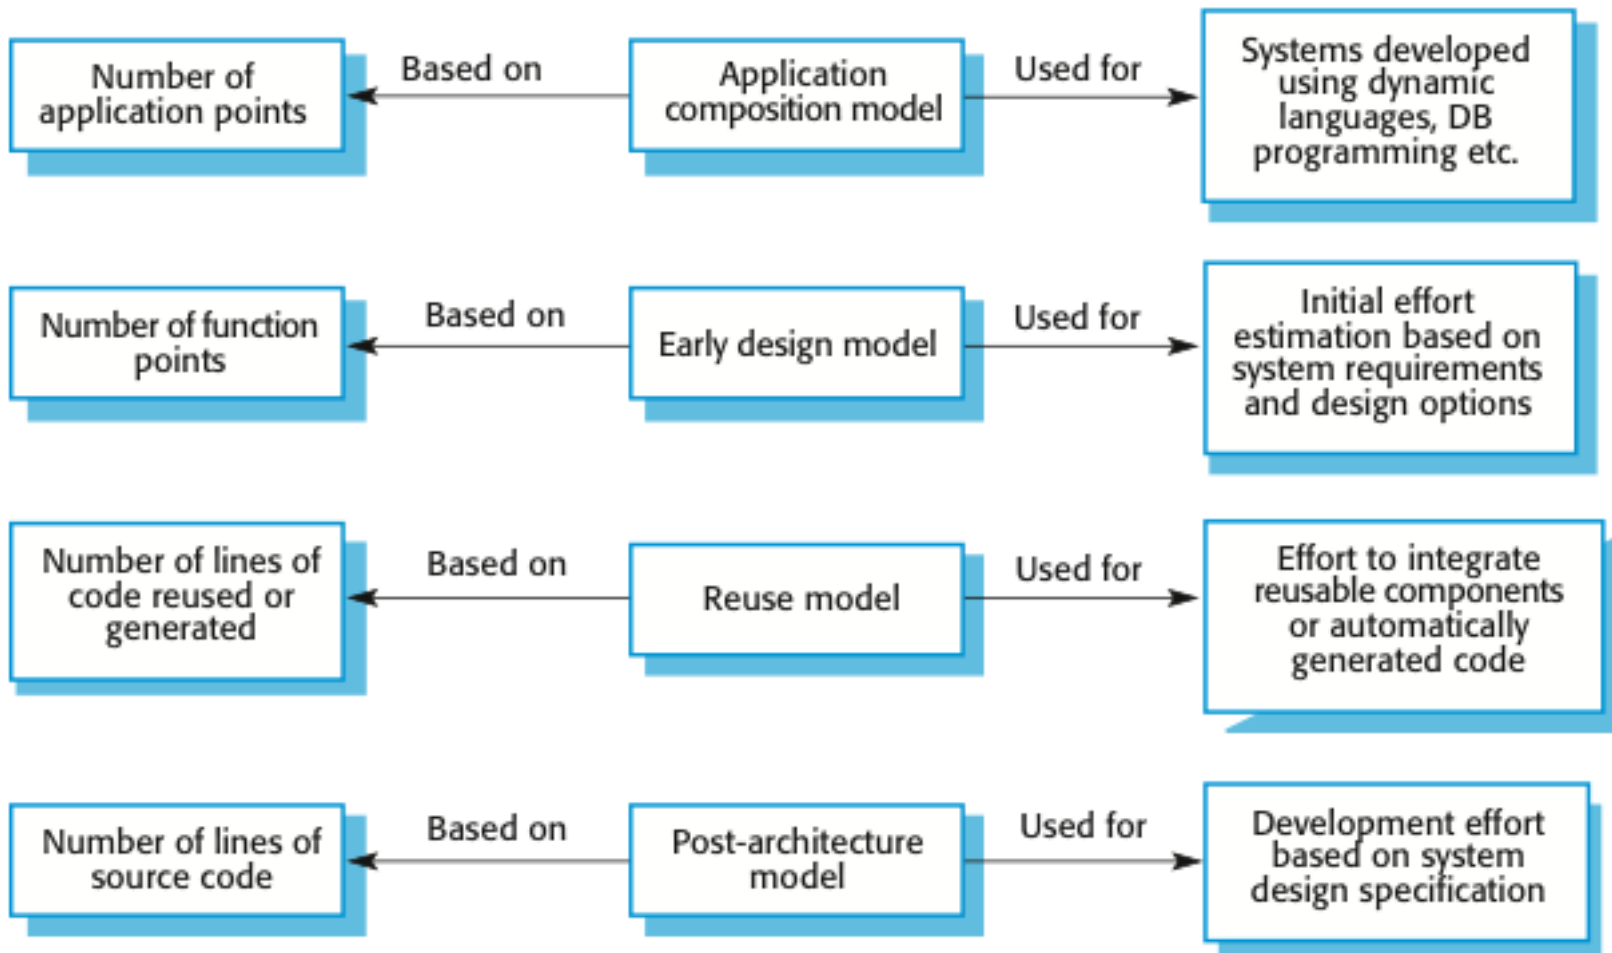 Number of
application points
Based on
Application
composition model
Used for
Systems developed
using dynamic
languages, DB
programming etc.
Number of function
points
Based on
Early design model
Used for
Initial effort
estimation based on
system requirements
and design options
Number of lines of
code reused or
generated
Based on
Reuse model
Used for
Effort to integrate
reusable components
or automatically
generated code
Number of lines of
source code
Based on
Post-architecture
model
Used for
Development effort
based on system
design specification